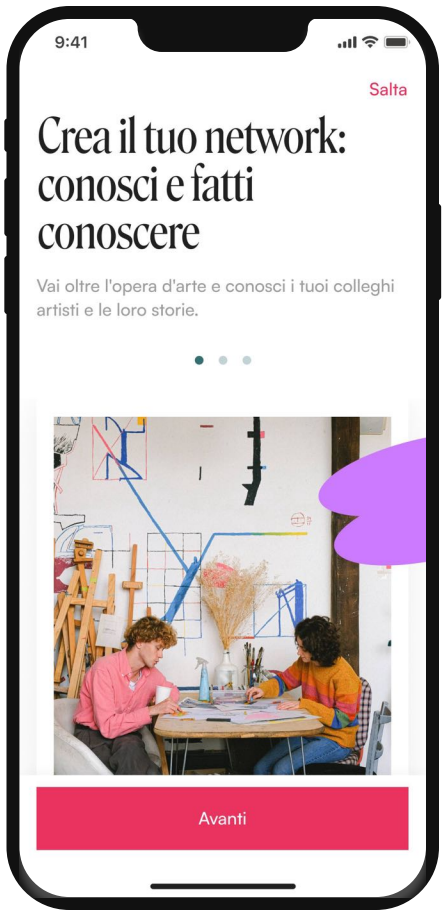 9:41
Salta
Crea il tuo network:
conosci e fatti
conoscere
Vai oltre l'opera d'arte e conosci i tuoi colleghi
artisti e le loro storie.
Avanti